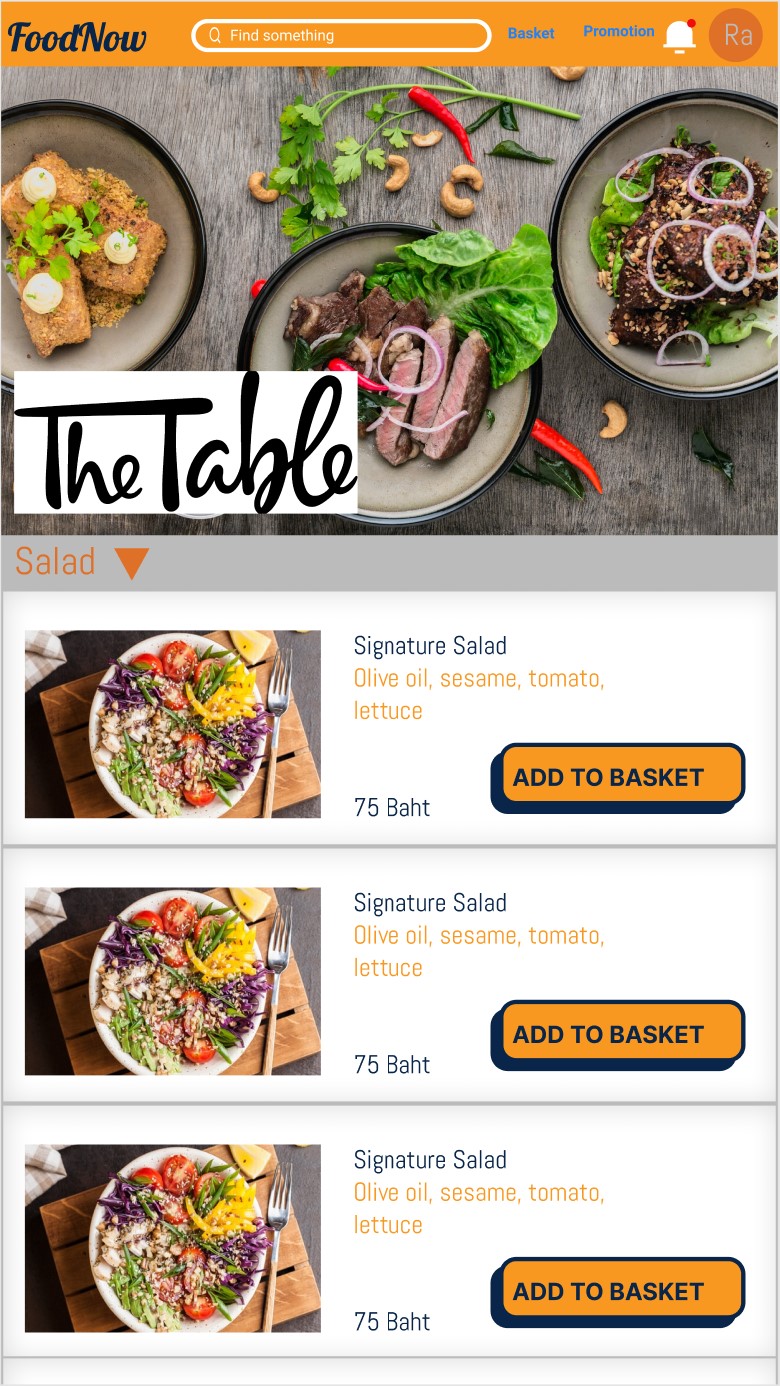 FoodNow
Find something
Basket
Promotion
Ra
The Table
Salad
Signature Salad
Olive oil, sesame, tomato,
lettuce
ADD TO BASKET
75 Baht
Signature Salad
Olive oil, sesame, tomato,
lettuce
ADD TO BASKET
75 Baht
Signature Salad
Olive oil, sesame, tomato,
lettuce
ADD TO BASKET
75 Baht